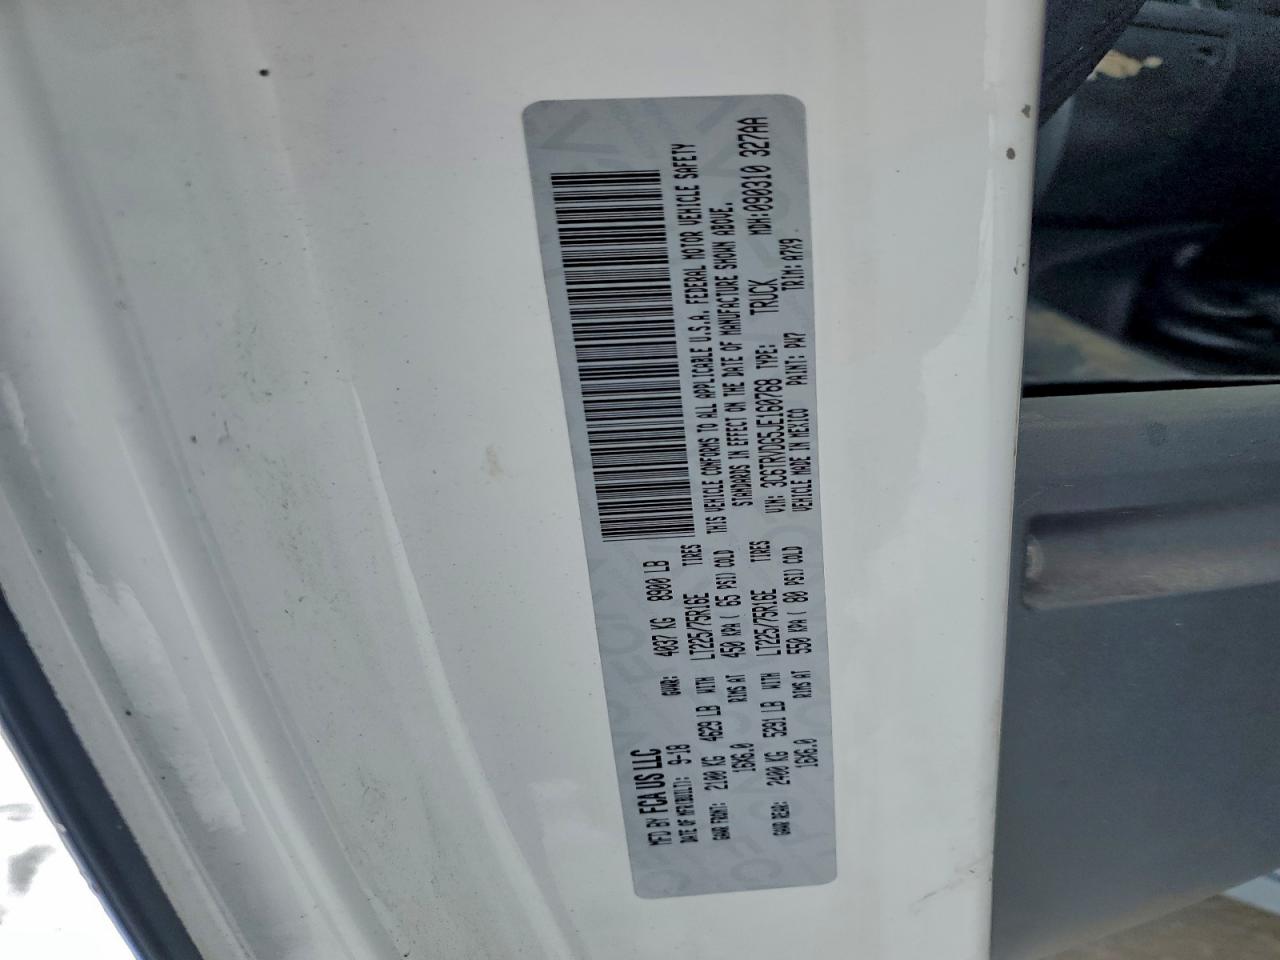 MFD BY FCA US LLC
DATE OF MFR(BUILT): 9-18 GVWR: 4037 KG 8900 LB
GAWR FRONT: 2100 KG 4629 LB WITH LT225/75R16E TIRES
16X6.0 RIMS AT 450 KPA ( 65 PSI) COLD
GAWR REAR: 2400 KG 5291 LB WITH LT225/75R16E TIRES
16X6.0 RIMS AT 550 KPA ( 80 PSI) COLD
THIS VEHICLE CONFORMS TO ALL APPLICABLE U.S.A. FEDERAL MOTOR VEHICLE SAFETY
STANDARDS IN EFFECT ON THE DATE OF MANUFACTURE SHOWN ABOVE.
VIN: 3C6TRVDG5JE160768 TYPE: TRUCK MDH: 090310 327AA
VEHICLE MADE IN MEXICO PAINT: PW7 TRIM: A7X9